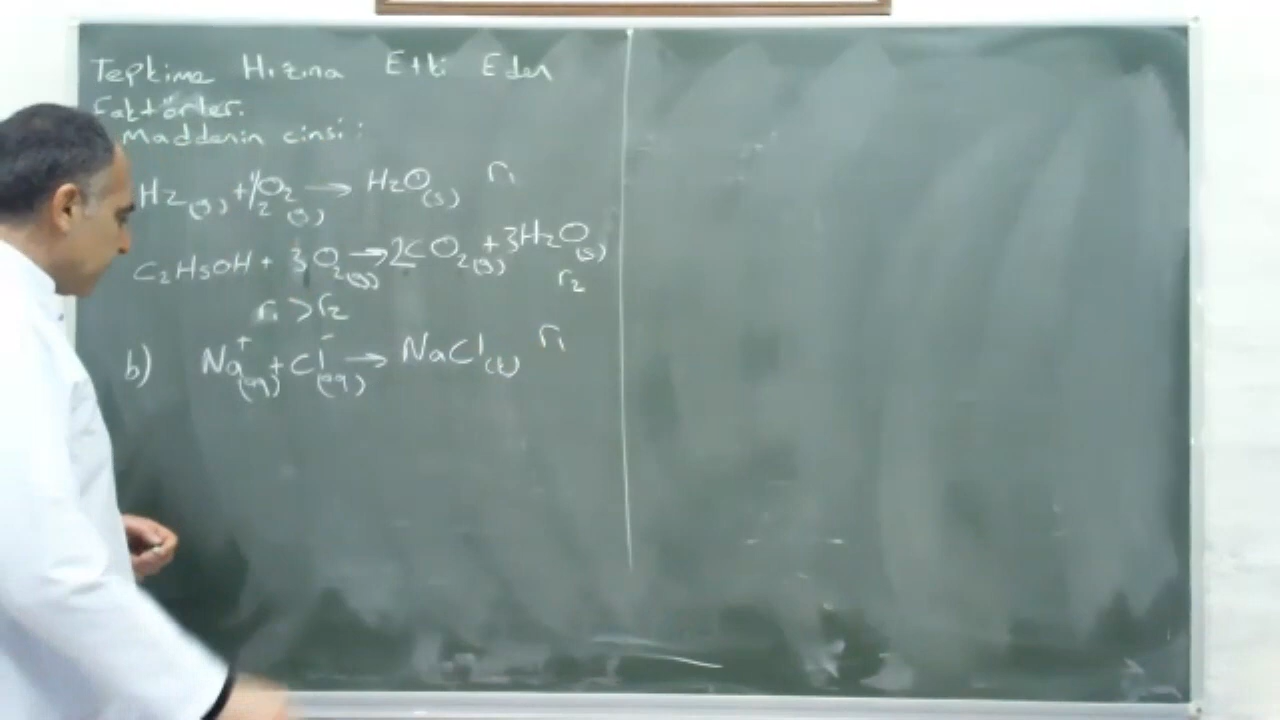 Tepkime Hızına Etki Eden
Faktörler.
Maddenin cinsi:
H2(g) + 1/2 O2(g) → H2O(s) r1
C2H5OH + 3O2(g) → 2CO2(g) + 3H2O(s)
r2
r1 > r2
b) Na+(aq) + Cl-(aq) → NaCl(k) r1